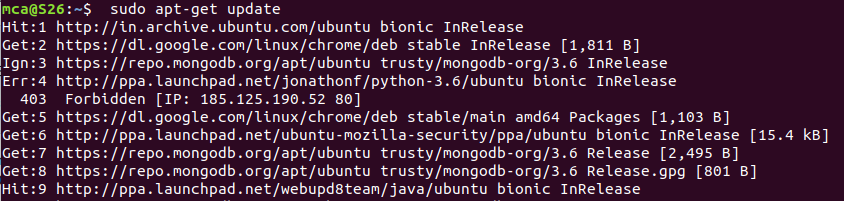 mca@S26:~$  sudo apt-get update
Hit:1 http://in.archive.ubuntu.com/ubuntu bionic InRelease
Get:2 https://dl.google.com/linux/chrome/deb stable InRelease [1,811 B]
Ign:3 https://repo.mongodb.org/apt/ubuntu trusty/mongodb-org/3.6 InRelease
Err:4 http://ppa.launchpad.net/jonathonf/python-3.6/ubuntu bionic InRelease
  403  Forbidden [IP: 185.125.190.52 80]
Get:5 https://dl.google.com/linux/chrome/deb stable/main amd64 Packages [1,103 B]
Get:6 http://ppa.launchpad.net/ubuntu-mozilla-security/ppa/ubuntu bionic InRelease [15.4 kB]
Get:7 https://repo.mongodb.org/apt/ubuntu trusty/mongodb-org/3.6 Release [2,495 B]
Get:8 https://repo.mongodb.org/apt/ubuntu trusty/mongodb-org/3.6 Release.gpg [801 B]
Hit:9 http://ppa.launchpad.net/webupd8team/java/ubuntu bionic InRelease